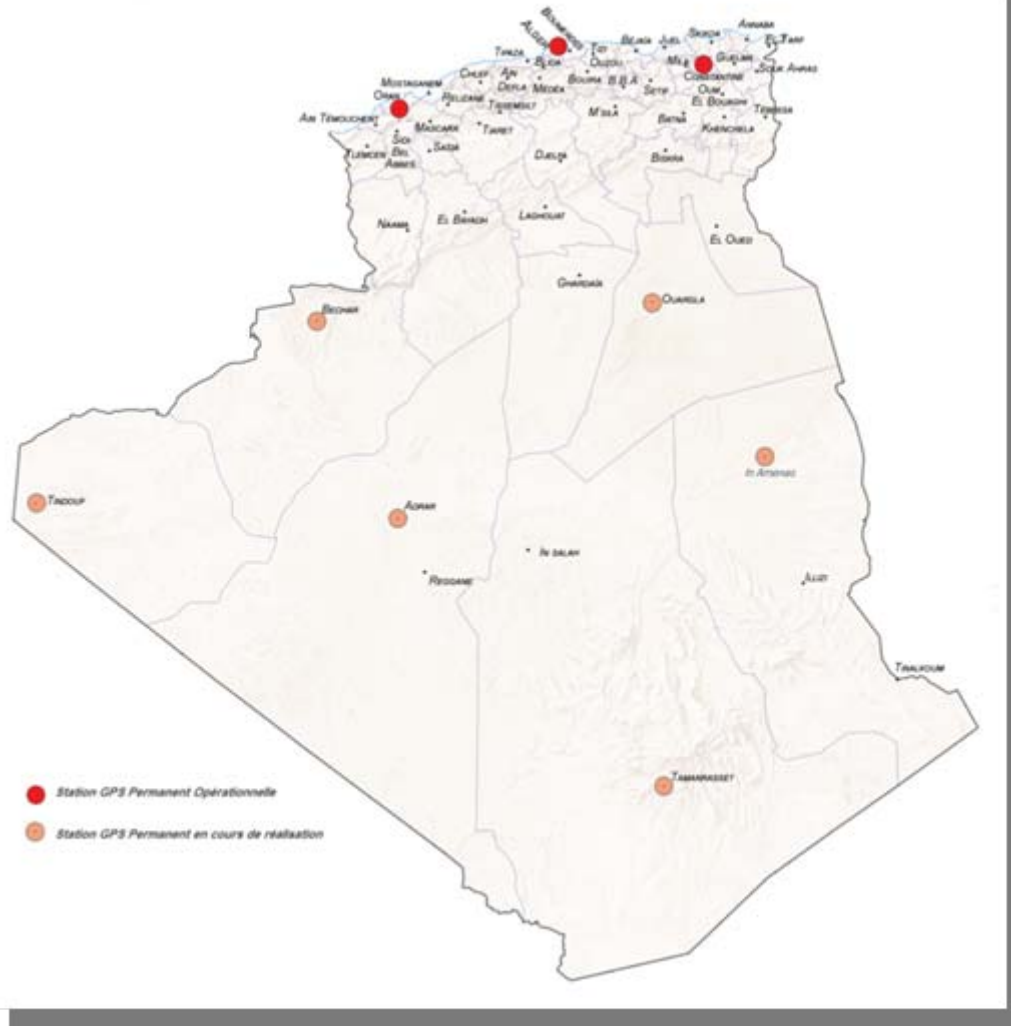 BOUMERDES
ALGER
ANNABA
SKIKDA
EL TARF
BEJAIA
JIJEL
TIPAZA
BLIDA
TIZI
OUZOU
MILA
GUELMA
SOUK AHRAS
CONSTANTINE
CHLEF
AIN
DEFLA
MEDEA
BOUIRA
B.B.A
SETIF
OUM
EL BOUAGHI
MOSTAGANEM
ORAN
RELIZANE
TISSEMSILT
M'SILA
BATNA
TEBESSA
KHENCHELA
AIN TEMOUCHENT
MASCARA
TIARET
SIDI
BEL
ABBES
SAIDA
TLEMCEN
DJELFA
BISKRA
NAAMA
EL BAYADH
LAGHOUAT
EL OUED
GHARDAÏA
BECHAR
OUARGLA
In Amenas
TINDOUF
ADRAR
IN SALAH
REGGANE
ILLIZI
TINALKOUM
TAMANRASSET
Station GPS Permanent Opérationnelle
Station GPS Permanent en cours de réalisation